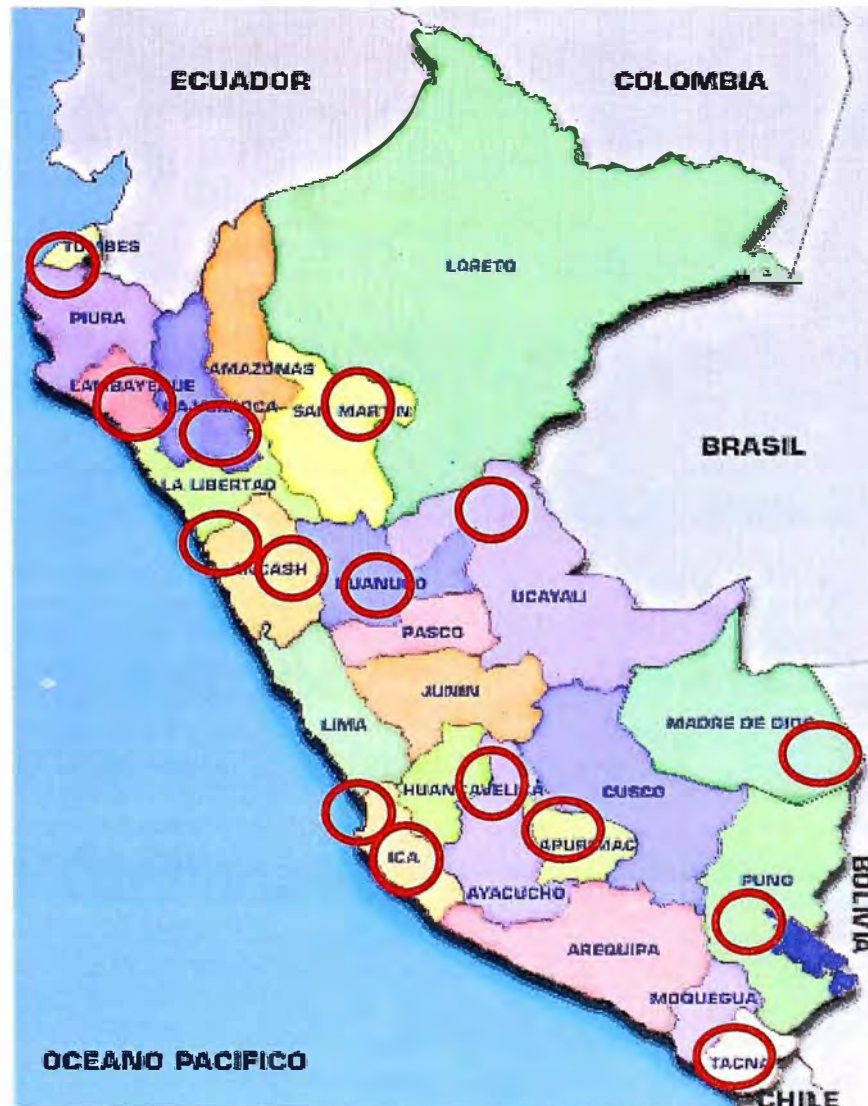 ECUADOR
COLOMBIA
TUMBES
LORETO
PIURA
AMAZONAS
LAMBAYEQUE
CAJAMARCA
SAN MARTIN
BRASIL
LA LIBERTAD
ANCASH
HUANUCO
UCAYALI
PASCO
JUNIN
LIMA
MADRE DE DIOS
HUANCAVELICA
CUSCO
APURIMAC
ICA
PUNO
BOLIVIA
AYACUCHO
AREQUIPA
MOQUEGUA
OCEANO PACIFICO
TACNA
CHILE